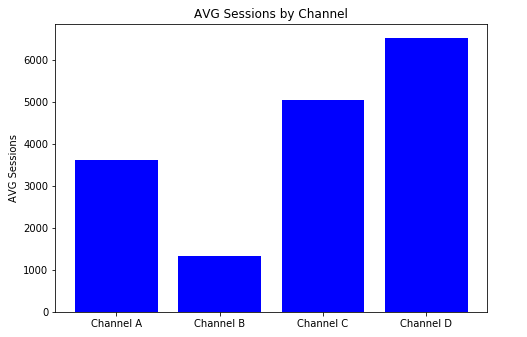 AVG Sessions by Channel
AVG Sessions
6000
5000
4000
3000
2000
1000
0
Channel A
Channel B
Channel C
Channel D